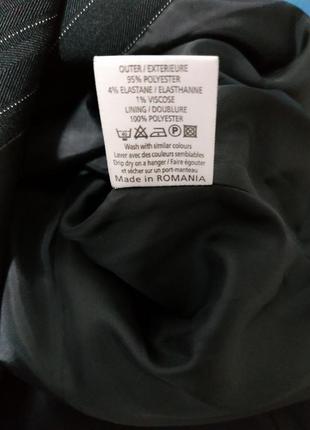 OUTER / EXTERIEURE
95% POLYESTER
4% ELASTANE / ELASTHANNE
1% VISCOSE
LINING / DOUBLURE
100% POLYESTER
Wash with similar colours
Laver avec des couleurs semblables
Drip dry on a hanger / Faire égoutter
et sécher sur un port-manteau
Made in ROMANIA